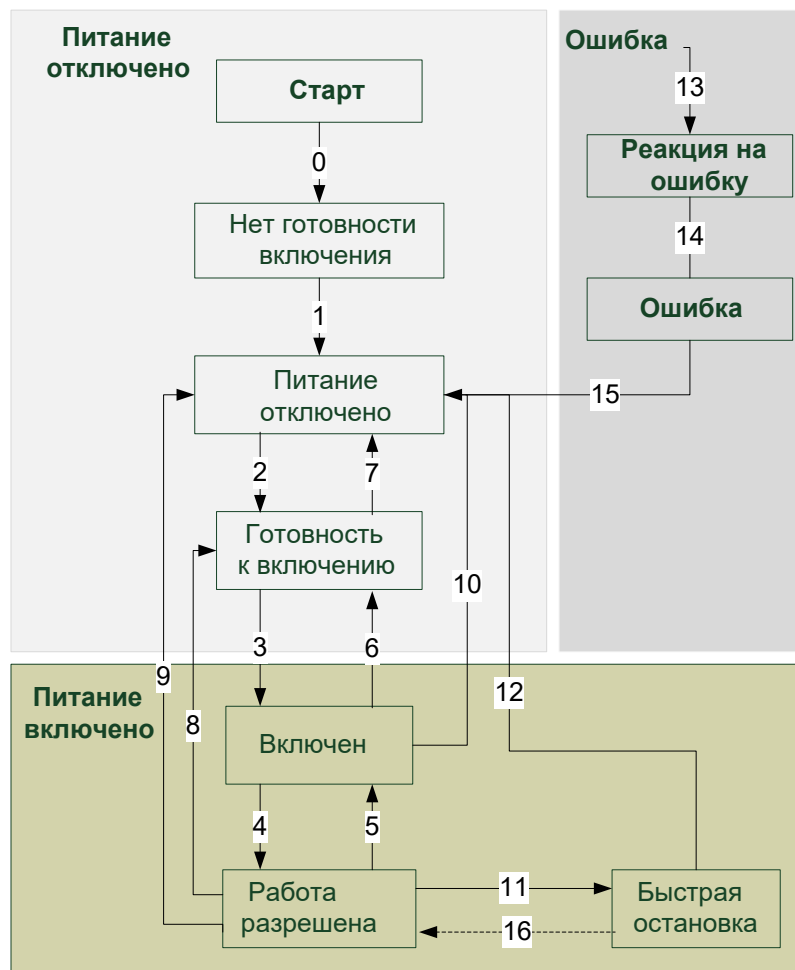 Питание
отключено
Старт
0
Нет готовности
включения
1
Питание
отключено
2
7
Готовность
к включению
3
6
10
Ошибка
13
Реакция на
ошибку
14
Ошибка
15
Питание
включено
9
8
12
Включен
4
5
Работа
разрешена
11
16
Быстрая
остановка